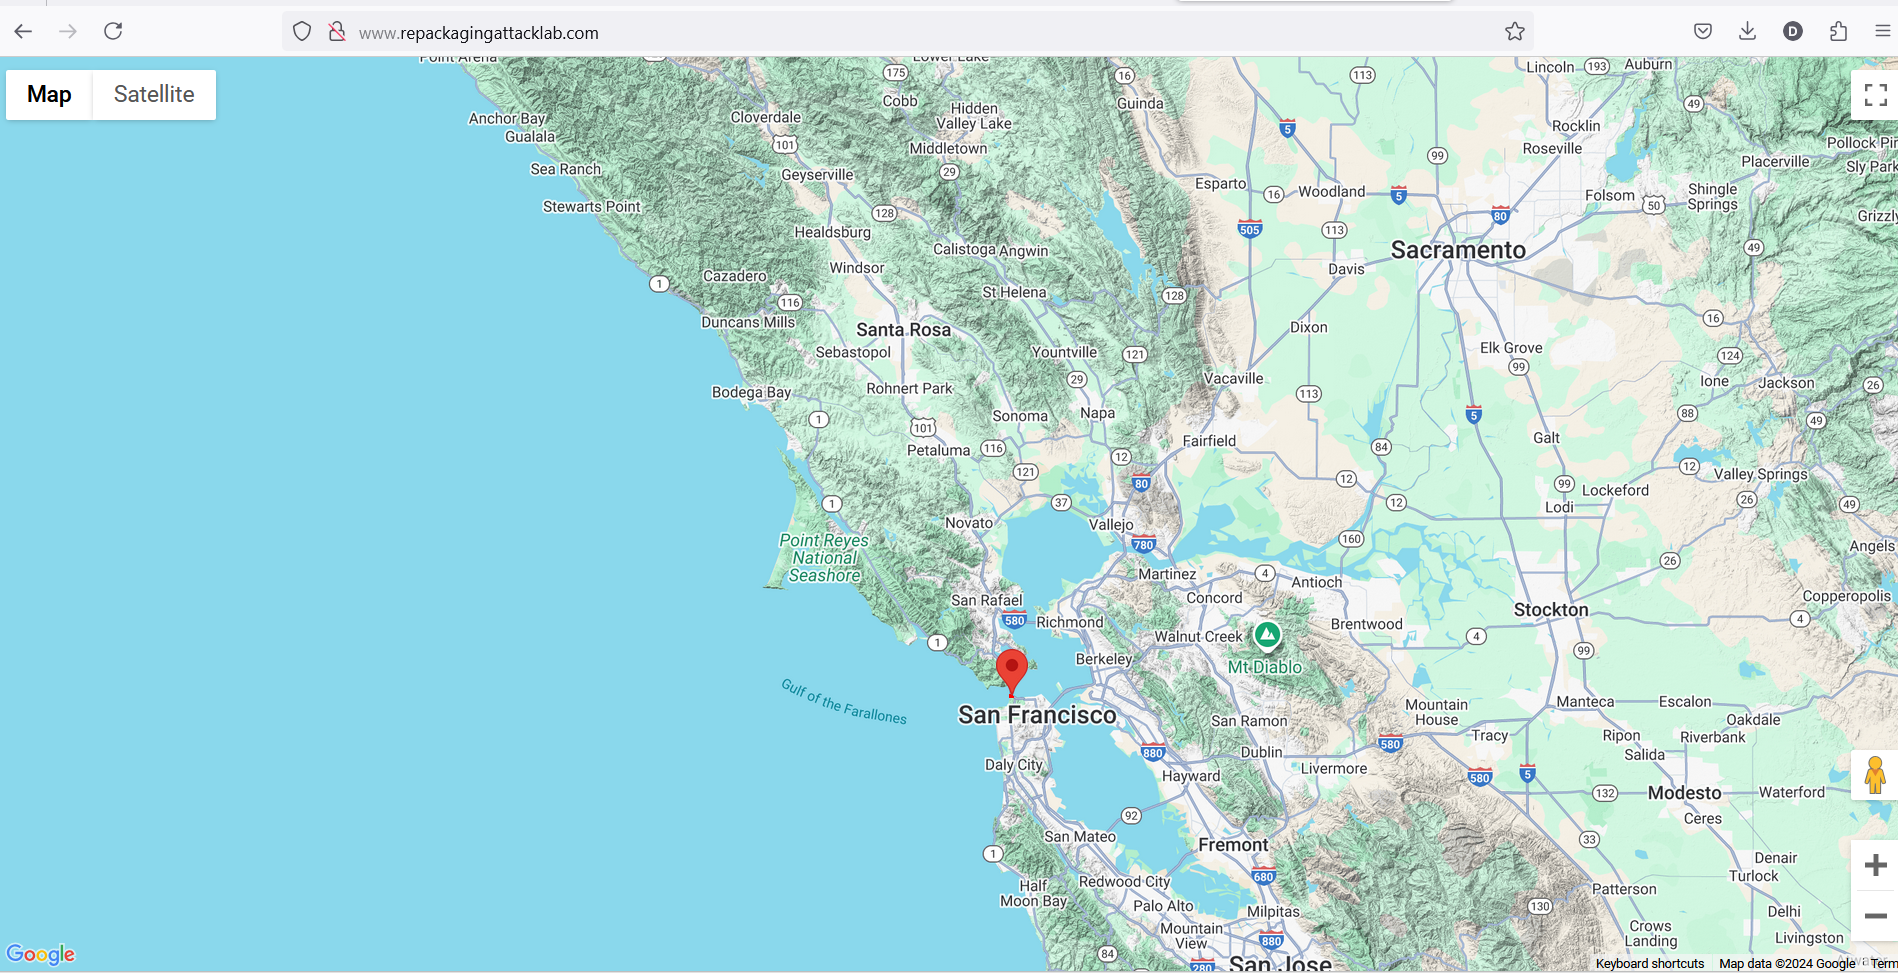 www.repackagingattacklab.com
D
Map
Satellite
Point Arena
Lower Lake
175
Cobb
Hidden
Valley Lake
16
Guinda
113
Lincoln
193
Auburn
49
Anchor Bay
Gualala
Cloverdale
101
Middletown
29
5
99
Rocklin
Roseville
Placerville
Sea Ranch
Geyserville
Esparto
16
Woodland
5
Folsom
50
Shingle
Springs
Stewarts Point
128
Healdsburg
505
113
80
Sacramento
49
Calistoga
Angwin
Windsor
Cazadero
1
116
St Helena
128
Davis
Duncans Mills
Santa Rosa
Dixon
16
Sebastopol
Yountville
121
Elk Grove
99
124
Ione
Jackson
26
Rohnert Park
29
Vacaville
113
Bodega Bay
1
101
Sonoma
Napa
5
88
49
Petaluma
116
121
12
Fairfield
84
Galt
12
Valley Springs
80
12
12
99
Lockeford
26
49
Lodi
1
Novato
37
Vallejo
780
160
Point Reyes
National
Seashore
Martinez
4
Antioch
26
Angels
San Rafael
580
Richmond
Concord
Stockton
Copperopolis
4
1
Walnut Creek
Brentwood
4
99
Berkeley
Mt Diablo
Gulf of the Farallones
San Francisco
San Ramon
Mountain
House
Manteca
Escalon
Oakdale
880
Dublin
580
Tracy
Ripon
Riverbank
Salida
Daly City
Hayward
Livermore
580
5
132
Modesto
Waterford
Ceres
92
San Mateo
Fremont
33
1
Denair
Turlock
Half
Moon Bay
Redwood City
680
Patterson
Palo Alto
Milpitas
130
Delhi
Mountain
View
880
Crows
Landing
Livingston
84
280
San Jose
Google
Keyboard shortcuts
Map data ©2024 Google